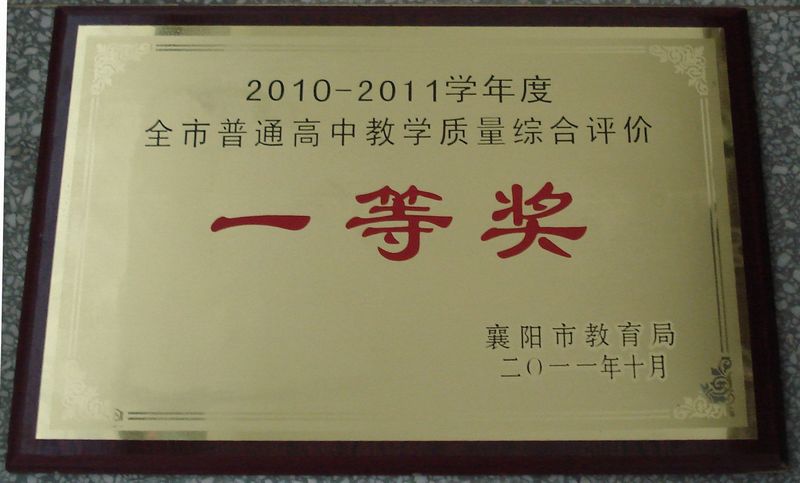 2010-2011学年度
全市普通高中教学质量综合评价
一等奖
襄阳市教育局
二〇一一年十月